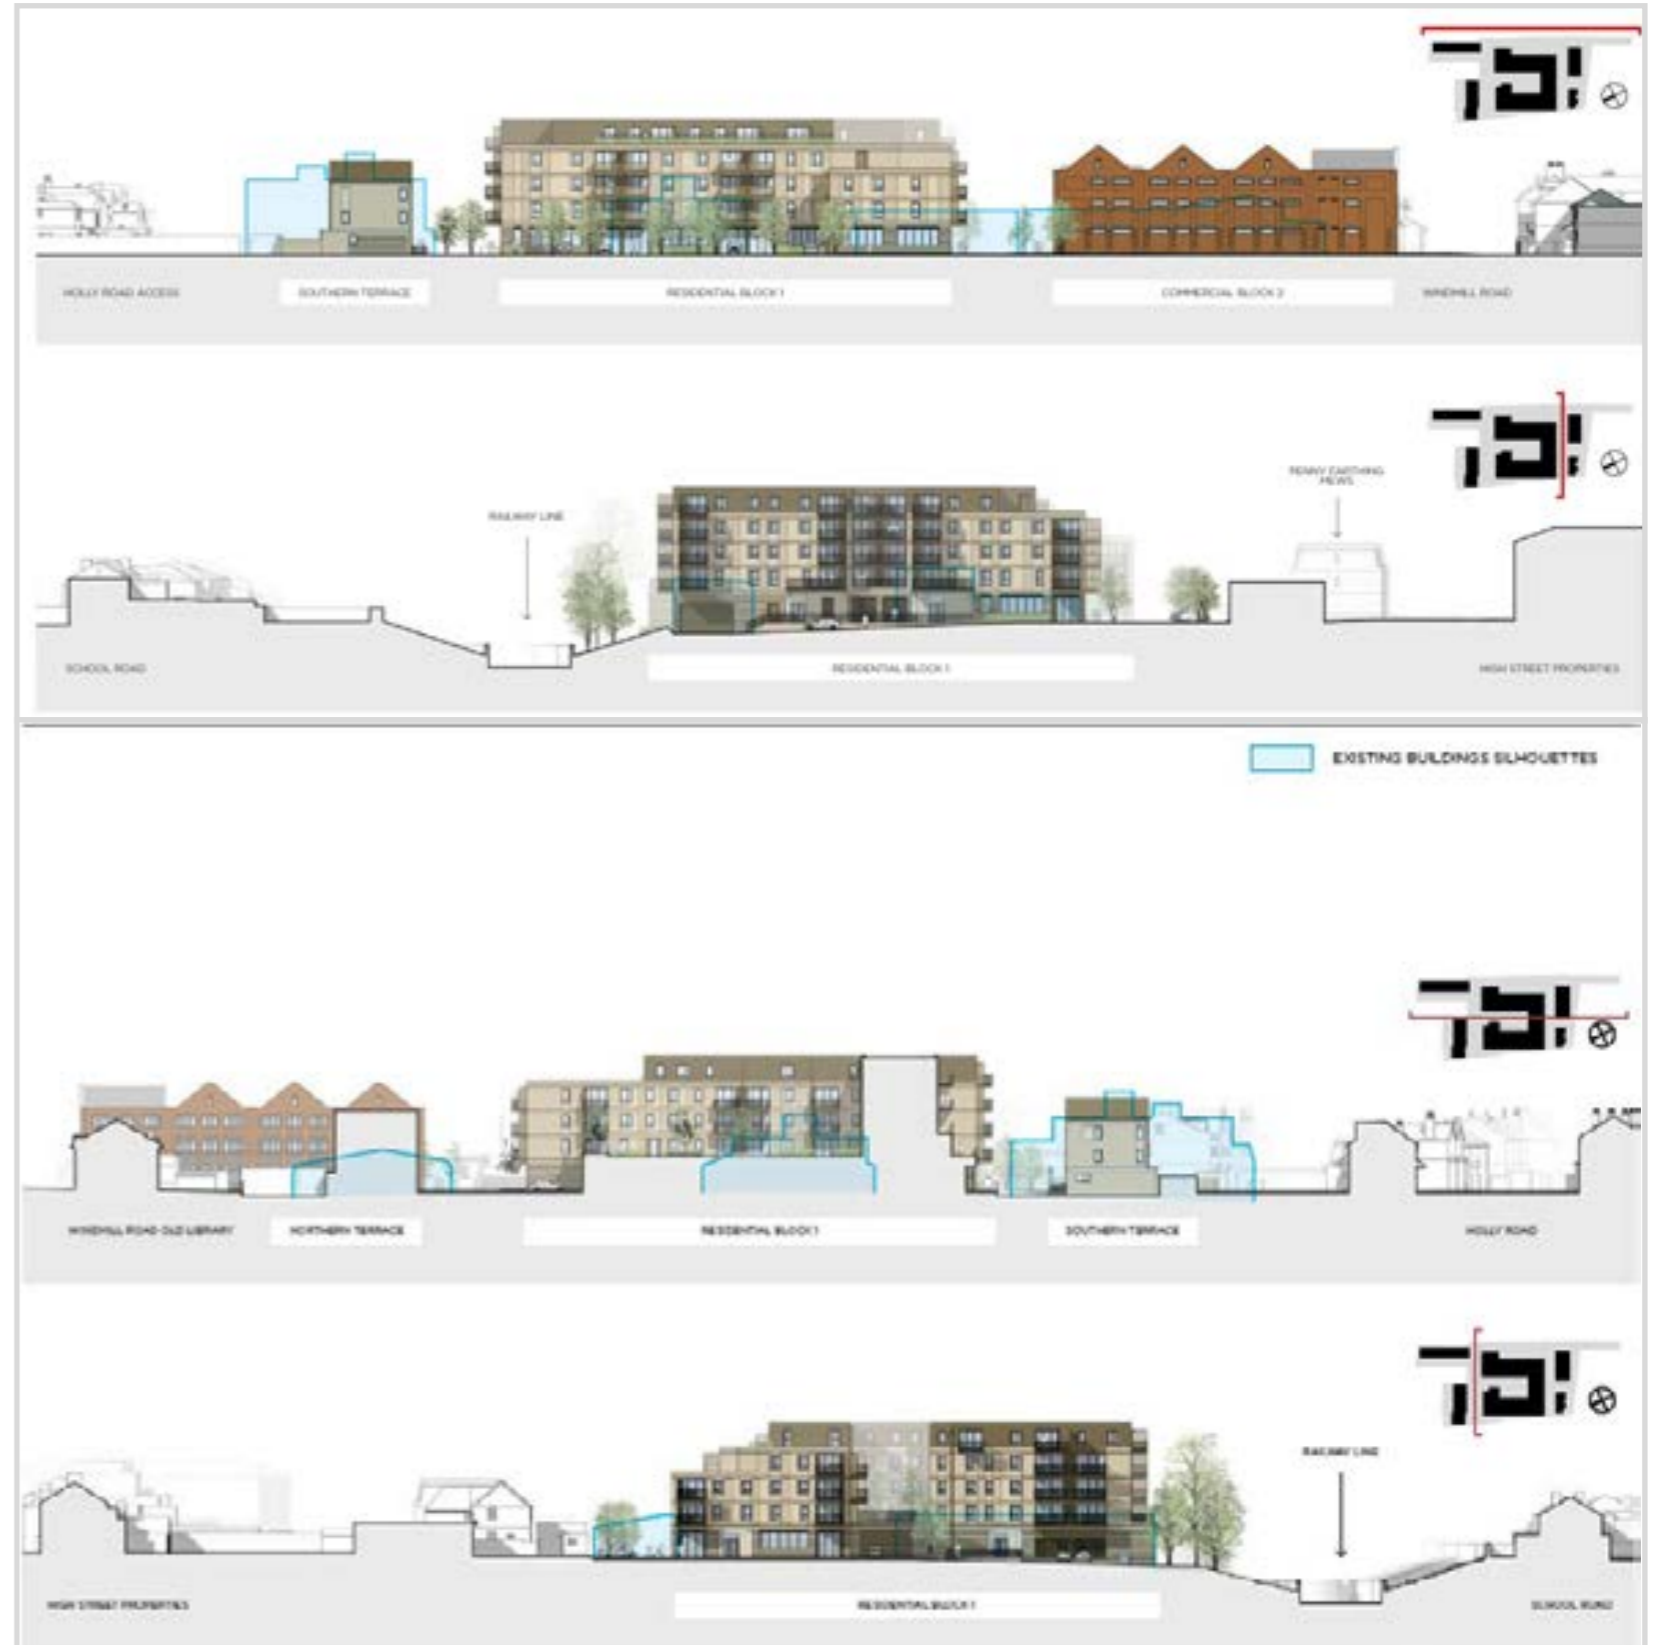 HOLLY ROAD ACCESS
SOUTHERN TERRACE
RESIDENTIAL BLOCK 1
COMMERCIAL BLOCK 2
WINDMILL ROAD
RAILWAY LINE
PENNY FARTHING
MEWS
SCHOOL ROAD
RESIDENTIAL BLOCK 1
HIGH STREET PROPERTIES
EXISTING BUILDINGS SILHOUETTES
WINDMILL ROAD OLD LIBRARY
NORTHERN TERRACE
RESIDENTIAL BLOCK 1
SOUTHERN TERRACE
HOLLY ROAD
RAILWAY LINE
HIGH STREET PROPERTIES
RESIDENTIAL BLOCK 1
SCHOOL ROAD